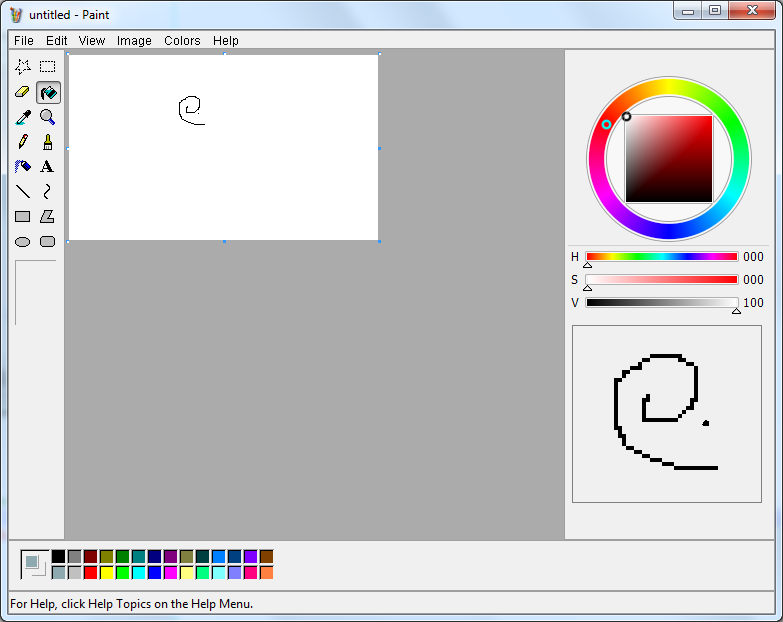 untitled - Paint
File Edit View Image Colors Help
A
H 000
S 000
V 100
For Help, click Help Topics on the Help Menu.